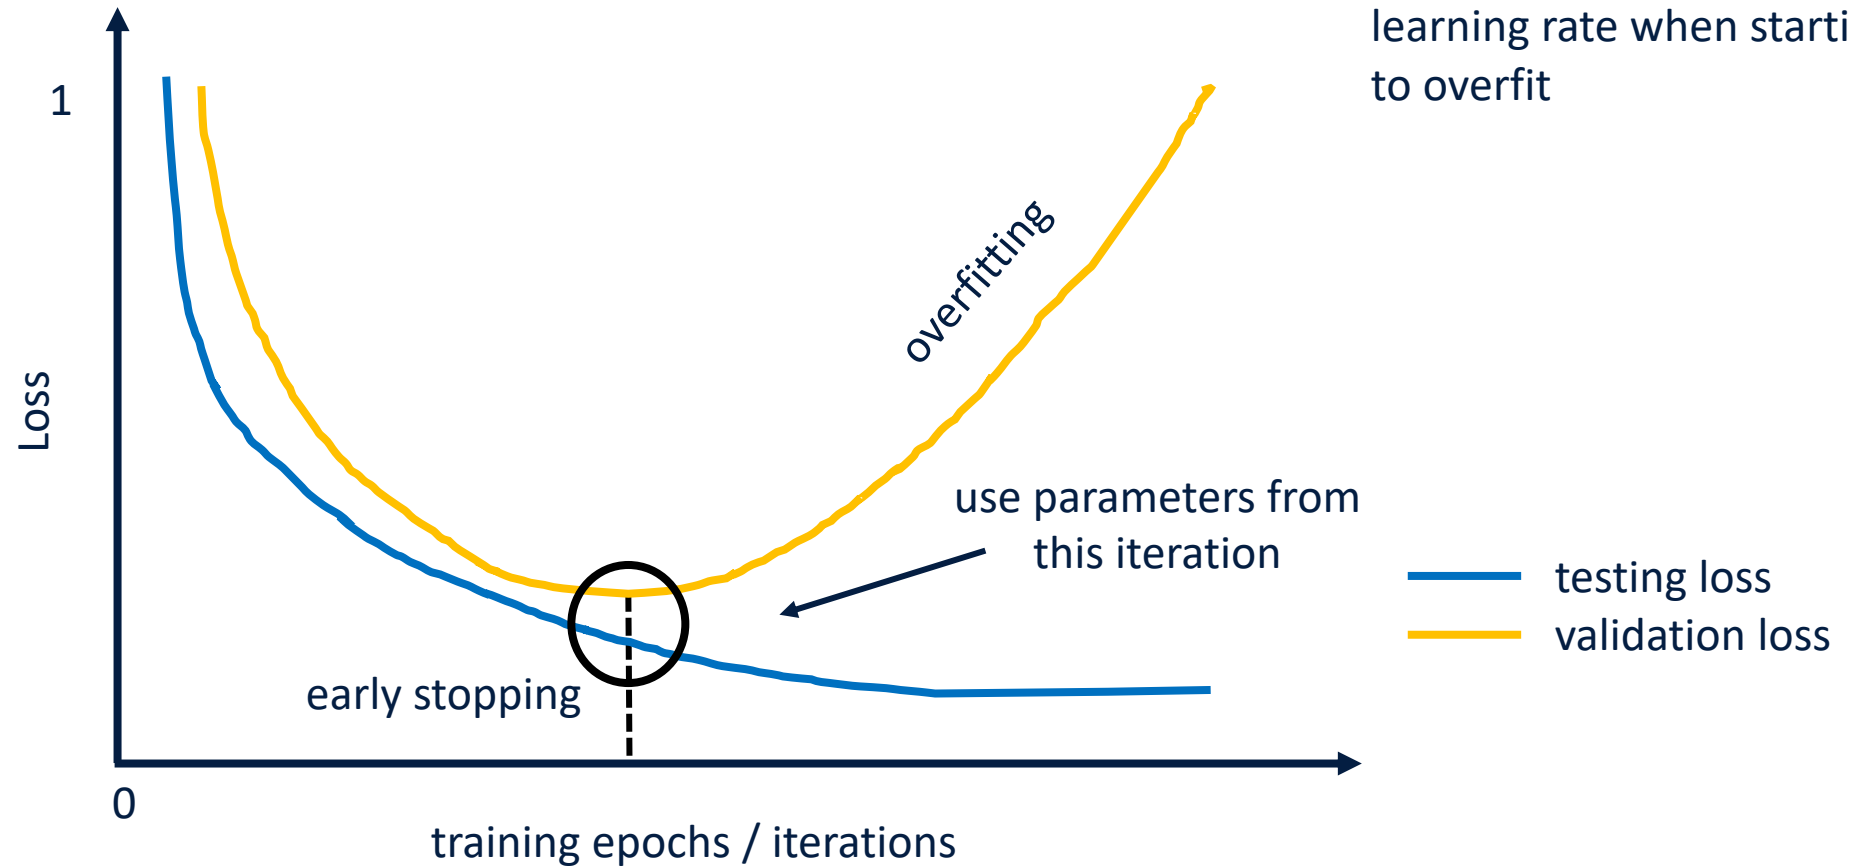 learning rate when starti
to overfit
1
overfitting
Loss
use parameters from
this iteration
testing loss
validation loss
early stopping
0
training epochs / iterations